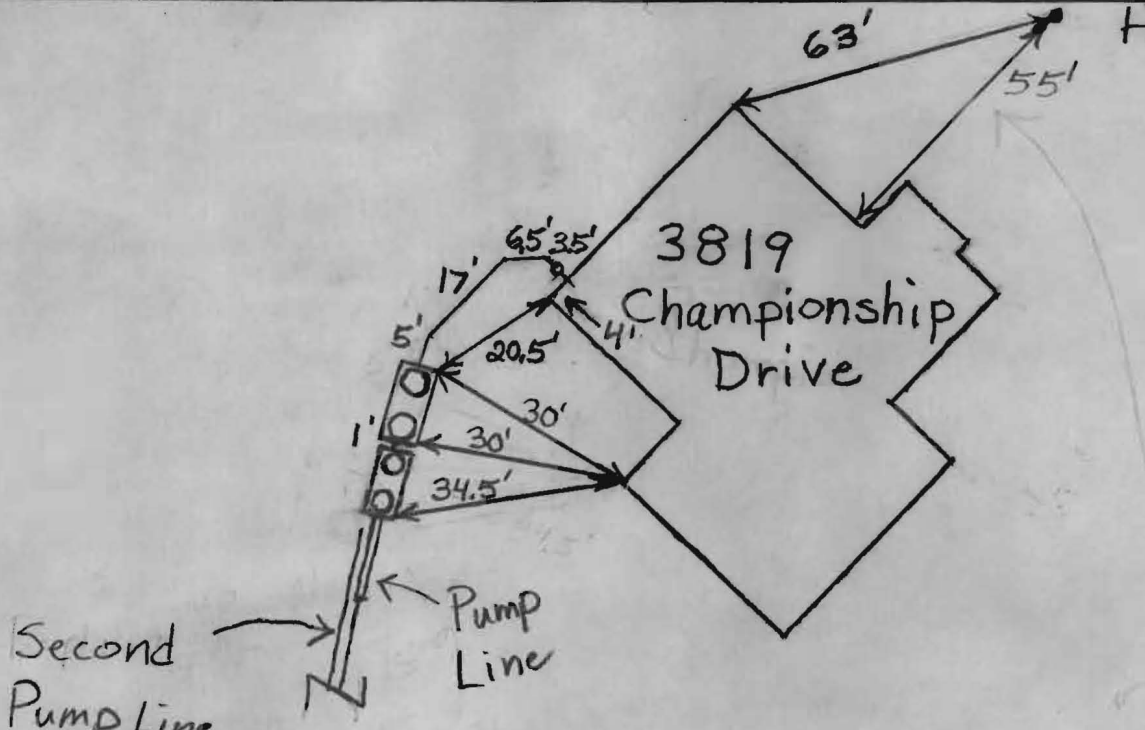 63'
H
55'
6.5' 3.5'
17'
3819
Championship
Drive
4'
5'
20.5'
30'
1'
30'
34.5'
Pump
Line
Second
Pump Line